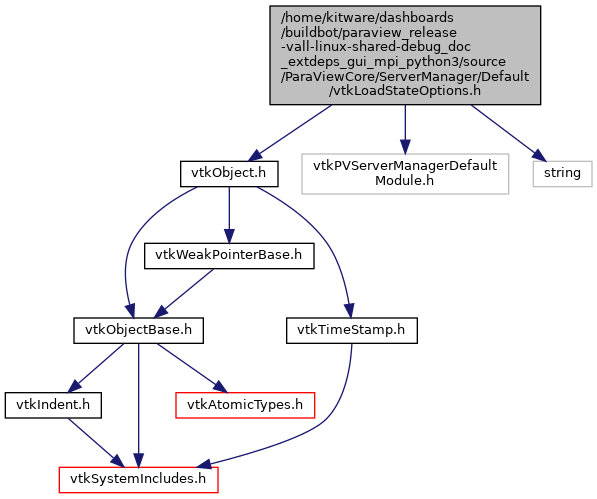 /home/kitware/dashboards
/buildbot/paraview_release
-vall-linux-shared-debug_doc
_extdeps_gui_mpi_python3/source
/ParaViewCore/ServerManager/Default
/vtkLoadStateOptions.h
vtkObject.h
vtkPVServerManagerDefault
Module.h
string
vtkWeakPointerBase.h
vtkObjectBase.h
vtkTimeStamp.h
vtkIndent.h
vtkAtomicTypes.h
vtkSystemIncludes.h